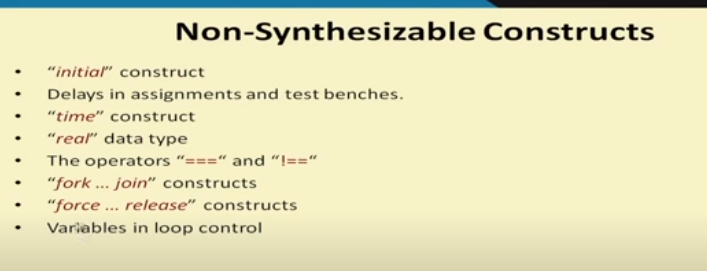 Non-Synthesizable Constructs
• “initial” construct
• Delays in assignments and test benches.
• “time” construct
• “real” data type
• The operators “===“ and “!==“
• “fork ... join” constructs
• “force ... release” constructs
• Variables in loop control